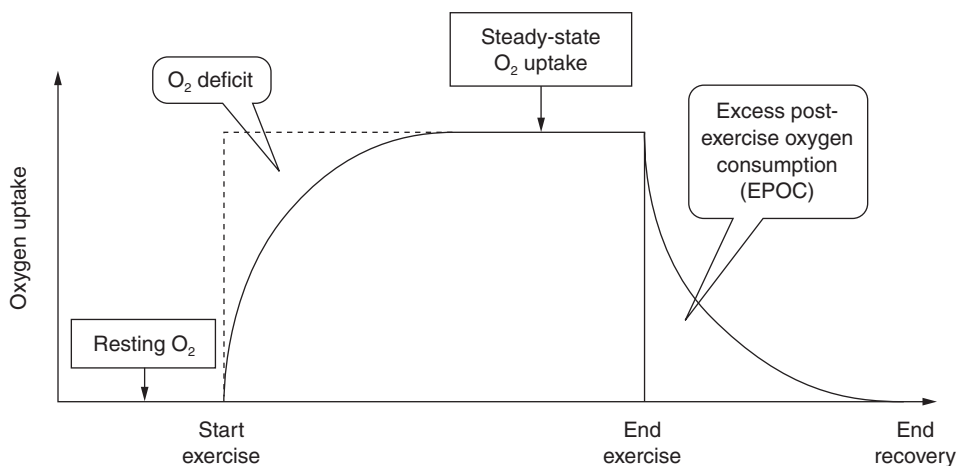 Steady-state
O₂ uptake
O₂ deficit
Excess post-
exercise oxygen
consumption
(EPOC)
Oxygen uptake
Resting O₂
Start
exercise
End
exercise
End
recovery